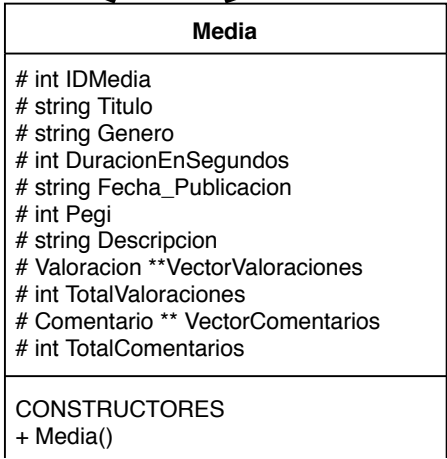 Media
# int IDMedia
# string Titulo
# string Genero
# int DuracionEnSegundos
# string Fecha_Publicacion
# int Pegi
# string Descripcion
# Valoracion **VectorValoraciones
# int TotalValoraciones
# Comentario ** VectorComentarios
# int TotalComentarios
CONSTRUCTORES
+ Media()